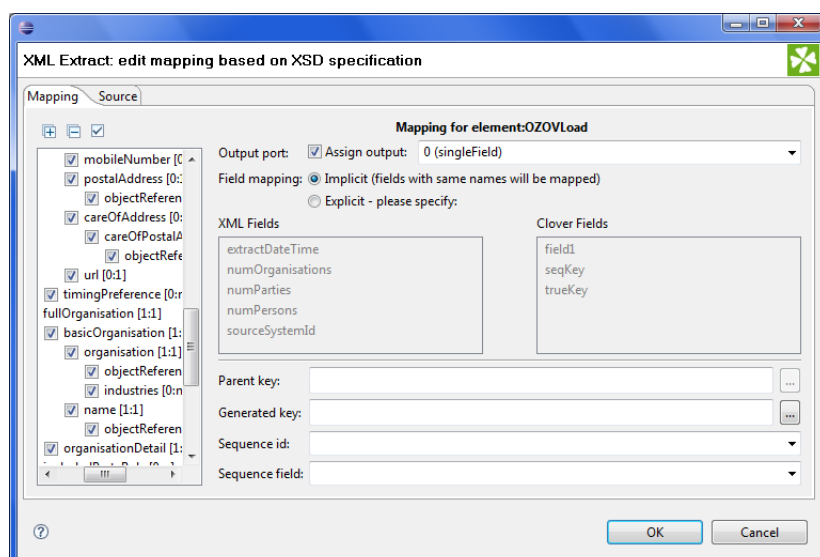 XML Extract: edit mapping based on XSD specification
Mapping
Source
Mapping for element:OZOVLoad
Output port:
Assign output:
0 (singleField)
Field mapping:
Implicit (fields with same names will be mapped)
Explicit - please specify:
XML Fields
extractDateTime
numOrganisations
numParties
numPersons
sourceSystemId
Clover Fields
field1
seqKey
trueKey
mobileNumber [0
postalAddress [0:
objectReferen
careOfAddress [0:
careOfPostalA
objectRefe
url [0:1]
timingPreference [0:n
fullOrganisation [1:1]
basicOrganisation [1:
organisation [1:1]
objectReferen
industries [0:n
name [1:1]
objectReferen
organisationDetail [1:
Parent key:
...
Generated key:
...
Sequence id:
Sequence field:
?
OK
Cancel